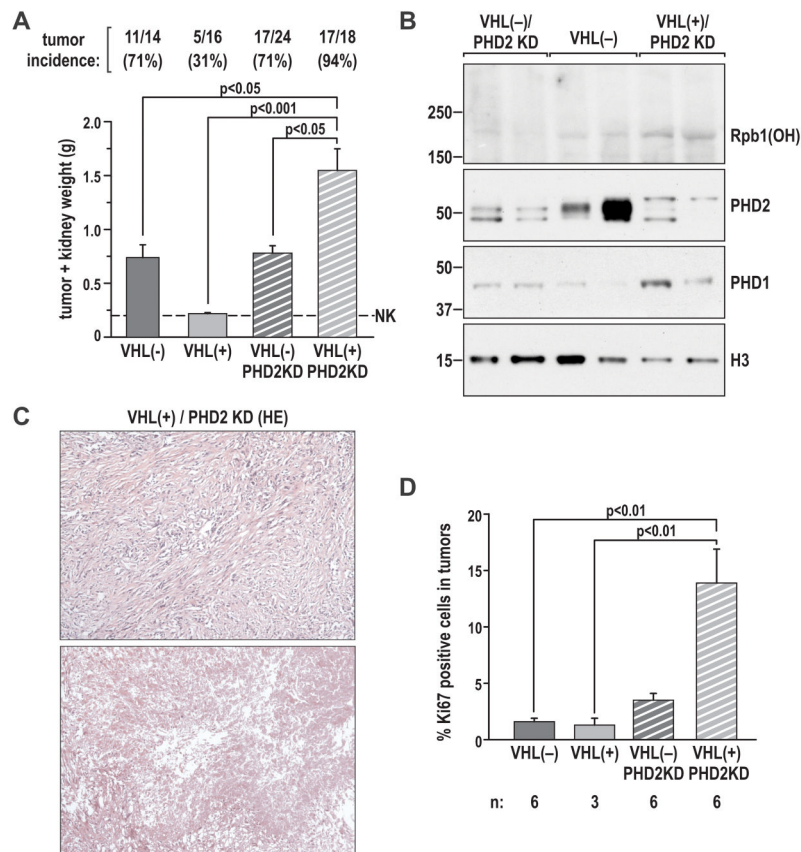 A
tumor incidence:
11/14 5/16 17/24 17/18
(71%) (31%) (71%) (94%)
p<0.05
p<0.001
p<0.05
tumor + kidney weight (g)
2.0
1.5
1.0
0.5
0
NK
VHL(-) VHL(+) VHL(-) PHD2KD VHL(+) PHD2KD
B
VHL(–)/ PHD2 KD VHL(–) VHL(+)/ PHD2 KD
250
150
Rpb1(OH)
50
PHD2
50
37
PHD1
15
H3
C
VHL(+) / PHD2 KD (HE)
D
% Ki67 positive cells in tumors
20
15
10
5
0
p<0.01
p<0.01
VHL(–) VHL(+) VHL(–) PHD2KD VHL(+) PHD2KD
n: 6 3 6 6